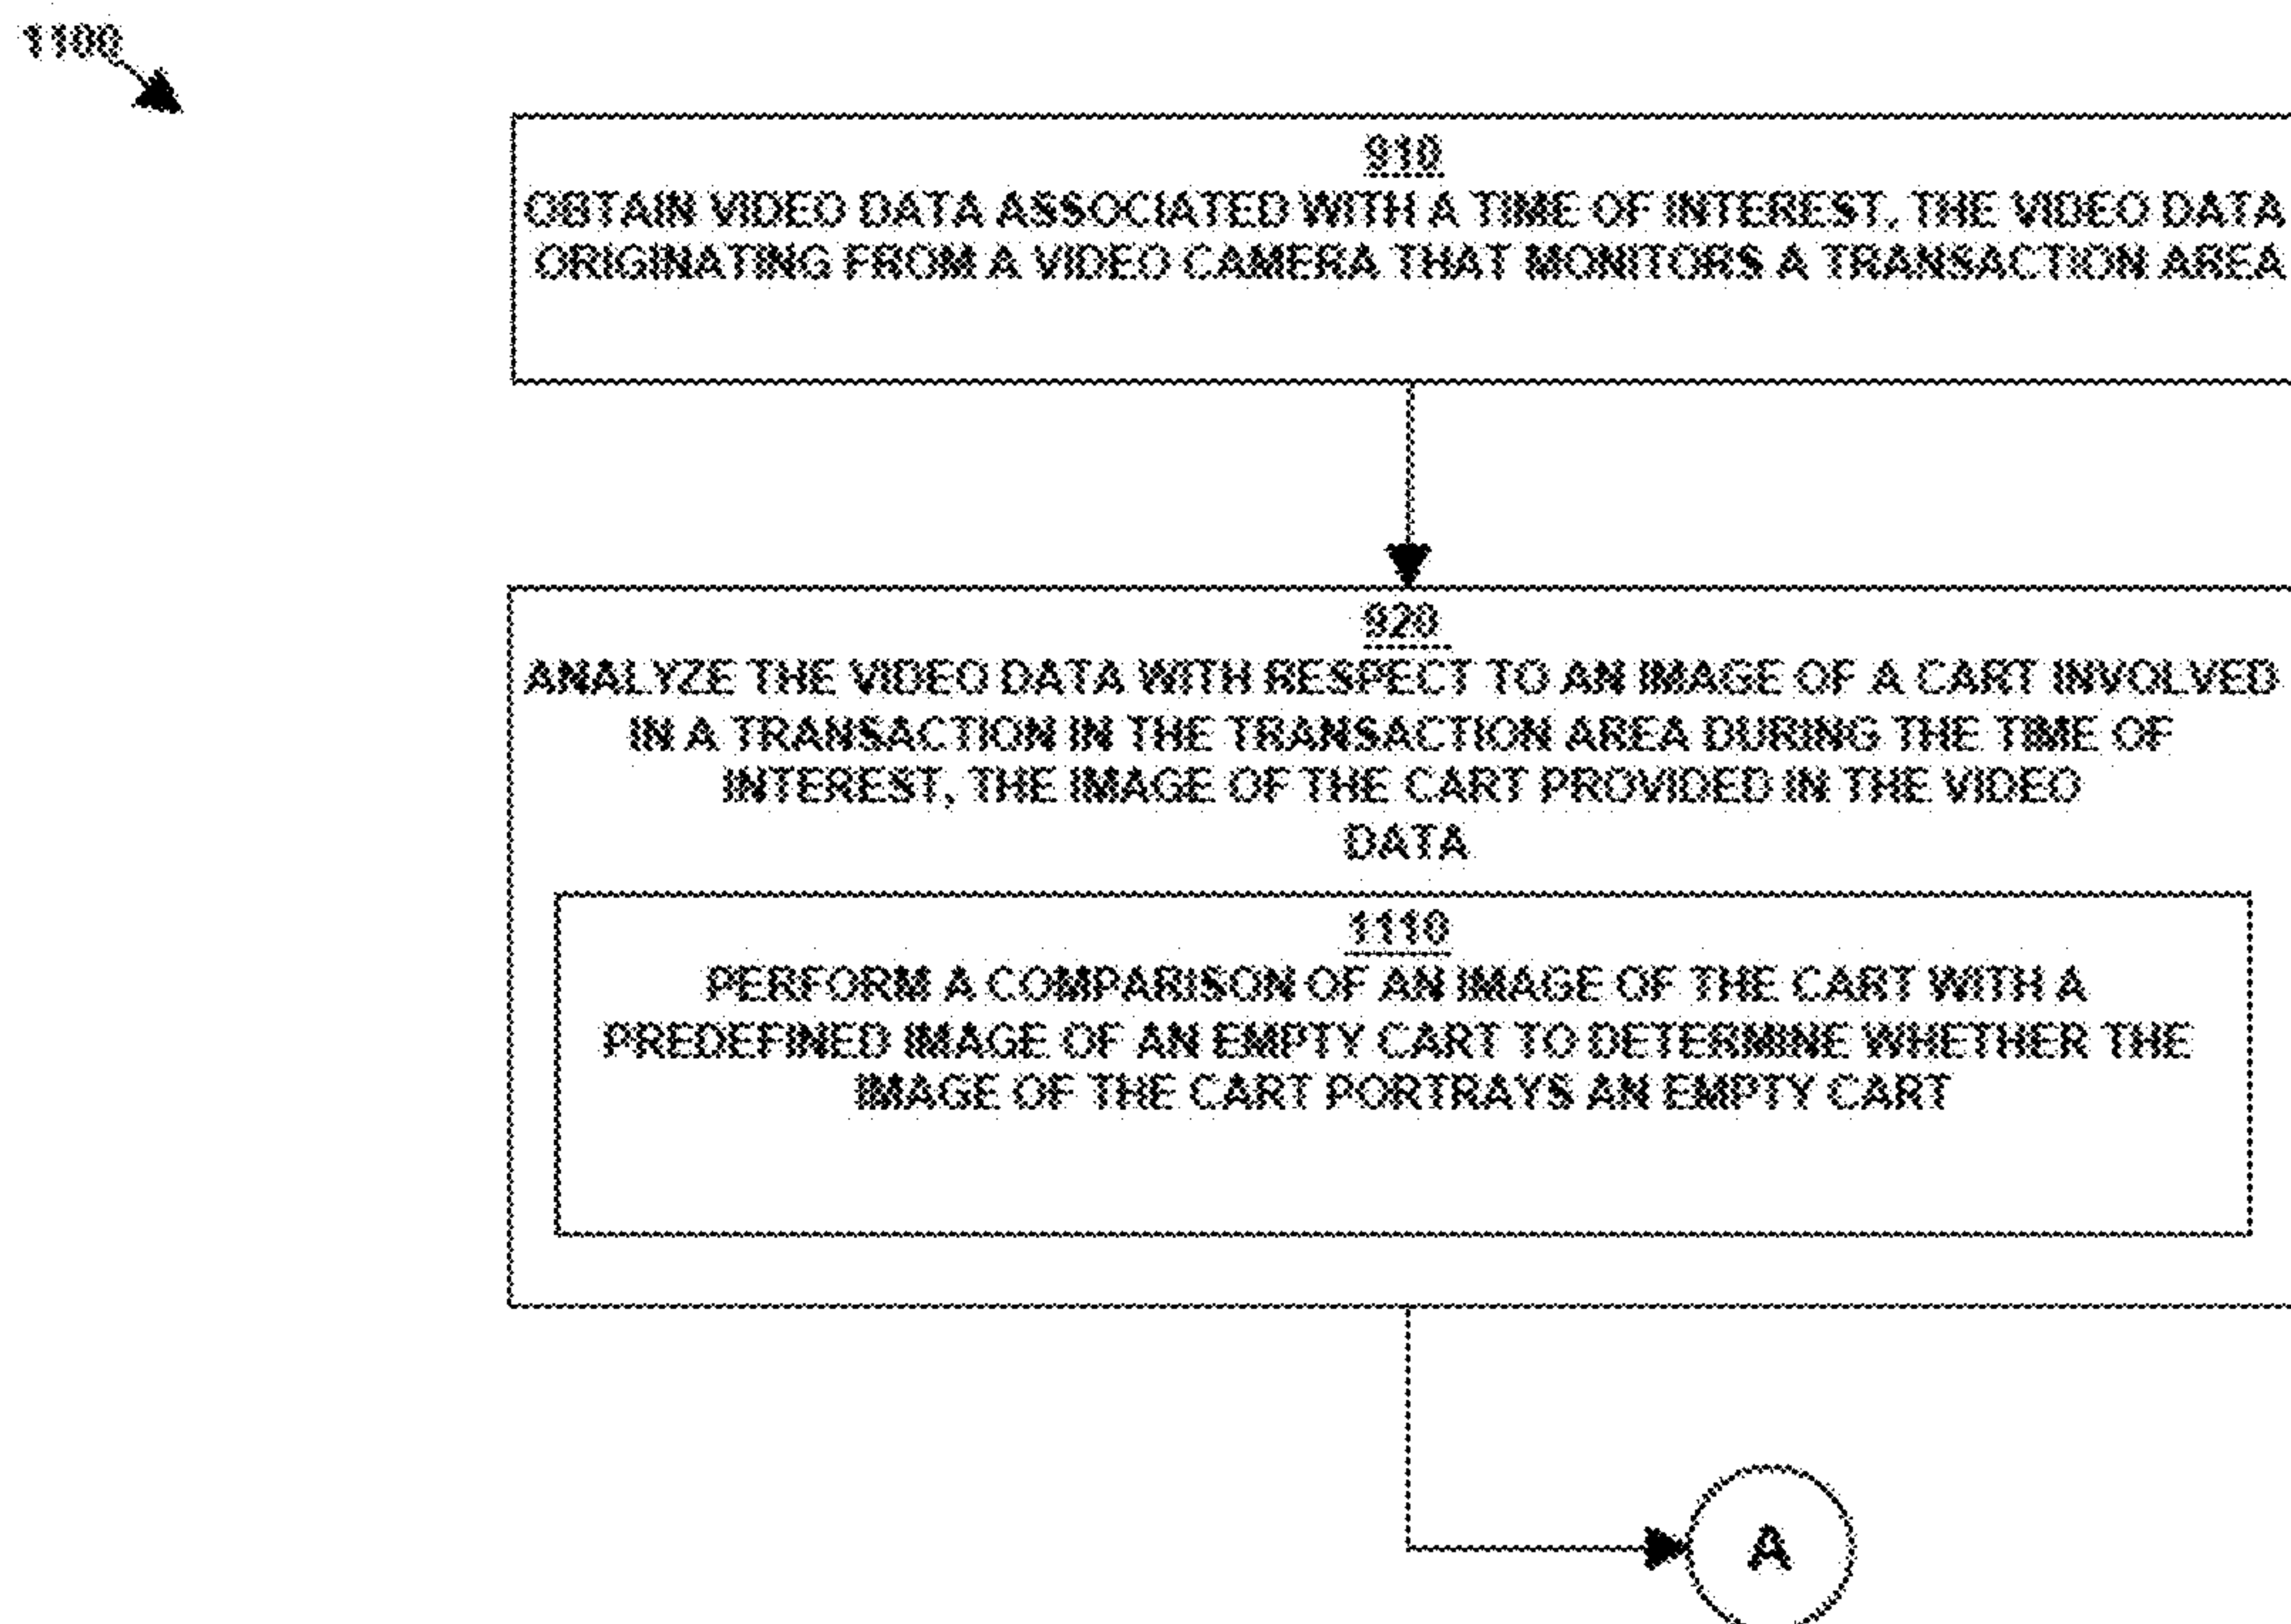 1100
910
OBTAIN VIDEO DATA ASSOCIATED WITH A TIME OF INTEREST, THE VIDEO DATA
ORIGINATING FROM A VIDEO CAMERA THAT MONITORS A TRANSACTION AREA
920
ANALYZE THE VIDEO DATA WITH RESPECT TO AN IMAGE OF A CART INVOLVED
IN A TRANSACTION IN THE TRANSACTION AREA DURING THE TIME OF
INTEREST, THE IMAGE OF THE CART PROVIDED IN THE VIDEO
DATA
1110
PERFORM A COMPARISON OF AN IMAGE OF THE CART WITH A
PREDEFINED IMAGE OF AN EMPTY CART TO DETERMINE WHETHER THE
IMAGE OF THE CART PORTRAYS AN EMPTY CART
A